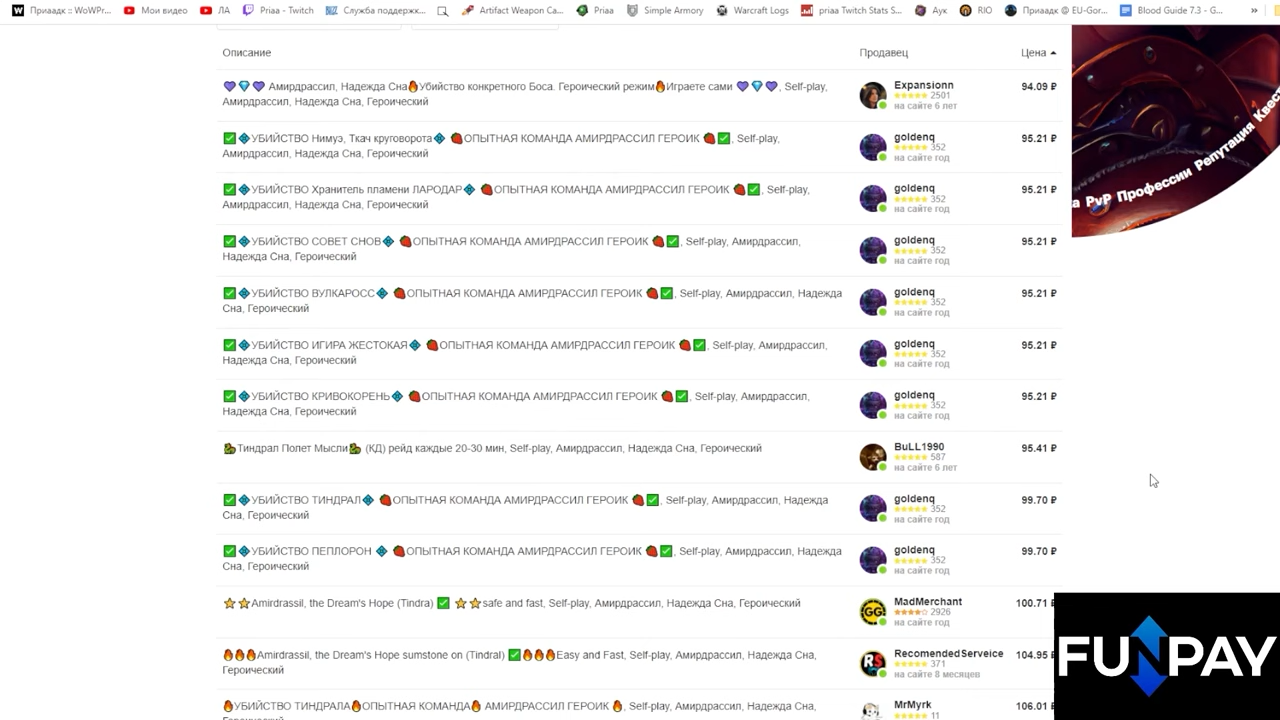 Приаадк :: WoWPr...
Мои видео
ЛА
Priaa - Twitch
Служба поддержк...
Artifact Weapon Ca...
Priaa
Simple Armory
Warcraft Logs
priaa Twitch Stats S...
Аук
RIO
Приаадк @ EU-Gor...
Blood Guide 7.3 - G...
»
Описание
Продавец
Цена
💜💎💜 Амирдрассил, Надежда Сна🔥Убийство конкретного Боса. Героический режим🔥Играете сами 💜💎💜, Self-play,
Амирдрассил, Надежда Сна, Героический
Expansionn
2501
на сайте 6 лет
94.09 ₽
✅💠УБИЙСТВО Нимуэ, Ткач круговорота💠 🍓ОПЫТНАЯ КОМАНДА АМИРДРАССИЛ ГЕРОИК 🍓✅, Self-play,
Амирдрассил, Надежда Сна, Героический
goldenq
352
на сайте год
95.21 ₽
✅💠УБИЙСТВО Хранитель пламени ЛАРОДАР💠 🍓ОПЫТНАЯ КОМАНДА АМИРДРАССИЛ ГЕРОИК 🍓✅, Self-play,
Амирдрассил, Надежда Сна, Героический
goldenq
352
на сайте год
95.21 ₽
✅💠УБИЙСТВО СОВЕТ СНОВ💠 🍓ОПЫТНАЯ КОМАНДА АМИРДРАССИЛ ГЕРОИК 🍓✅, Self-play, Амирдрассил,
Надежда Сна, Героический
goldenq
352
на сайте год
95.21 ₽
✅💠УБИЙСТВО ВУЛКАРОСС💠 🍓ОПЫТНАЯ КОМАНДА АМИРДРАССИЛ ГЕРОИК 🍓✅, Self-play, Амирдрассил, Надежда
Сна, Героический
goldenq
352
на сайте год
95.21 ₽
✅💠УБИЙСТВО ИГИРА ЖЕСТОКАЯ💠 🍓ОПЫТНАЯ КОМАНДА АМИРДРАССИЛ ГЕРОИК 🍓✅, Self-play, Амирдрассил,
Надежда Сна, Героический
goldenq
352
на сайте год
95.21 ₽
✅💠УБИЙСТВО КРИВОКОРЕНЬ💠 🍓ОПЫТНАЯ КОМАНДА АМИРДРАССИЛ ГЕРОИК 🍓✅, Self-play, Амирдрассил,
Надежда Сна, Героический
goldenq
352
на сайте год
95.21 ₽
🐲Тиндрал Полет Мысли🐲 (КД) рейд каждые 20-30 мин, Self-play, Амирдрассил, Надежда Сна, Героический
BuLL1990
587
на сайте 6 лет
95.41 ₽
✅💠УБИЙСТВО ТИНДРАЛ💠 🍓ОПЫТНАЯ КОМАНДА АМИРДРАССИЛ ГЕРОИК 🍓✅, Self-play, Амирдрассил, Надежда
Сна, Героический
goldenq
352
на сайте год
99.70 ₽
✅💠УБИЙСТВО ПЕПЛОРОН 💠 🍓ОПЫТНАЯ КОМАНДА АМИРДРАССИЛ ГЕРОИК 🍓✅, Self-play, Амирдрассил, Надежда
Сна, Героический
goldenq
352
на сайте год
99.70 ₽
⭐⭐Amirdrassil, the Dream's Hope (Tindra) ✅ ⭐⭐safe and fast, Self-play, Амирдрассил, Надежда Сна, Героический
GG
MadMerchant
2926
на сайте год
100.71
🔥🔥🔥Amirdrassil, the Dream's Hope sumstone on (Tindral) ✅🔥🔥🔥Easy and Fast, Self-play, Амирдрассил, Надежда Сна,
Героический
RS
RecomendedServeice
371
на сайте 8 месяцев
104.95 ₽
🔥УБИЙСТВО ТИНДРАЛА🔥ОПЫТНАЯ КОМАНДА🔥 АМИРДРАССИЛ ГЕРОИК 🔥, Self-play, Амирдрассил, Надежда Сна,
MrMyrk
11
106.01
а PvP Профессии Репутация Квес
FUNPAY